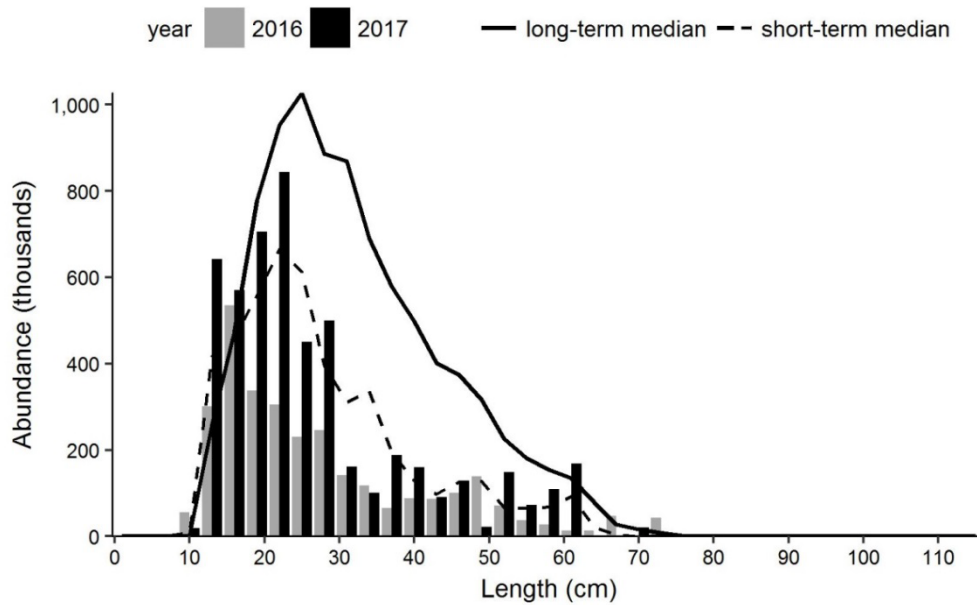 year 2016 2017 long-term median short-term median
1,000
800
600
400
200
0
Abundance (thousands)
0 10 20 30 40 50 60 70 80 90 100 110
Length (cm)